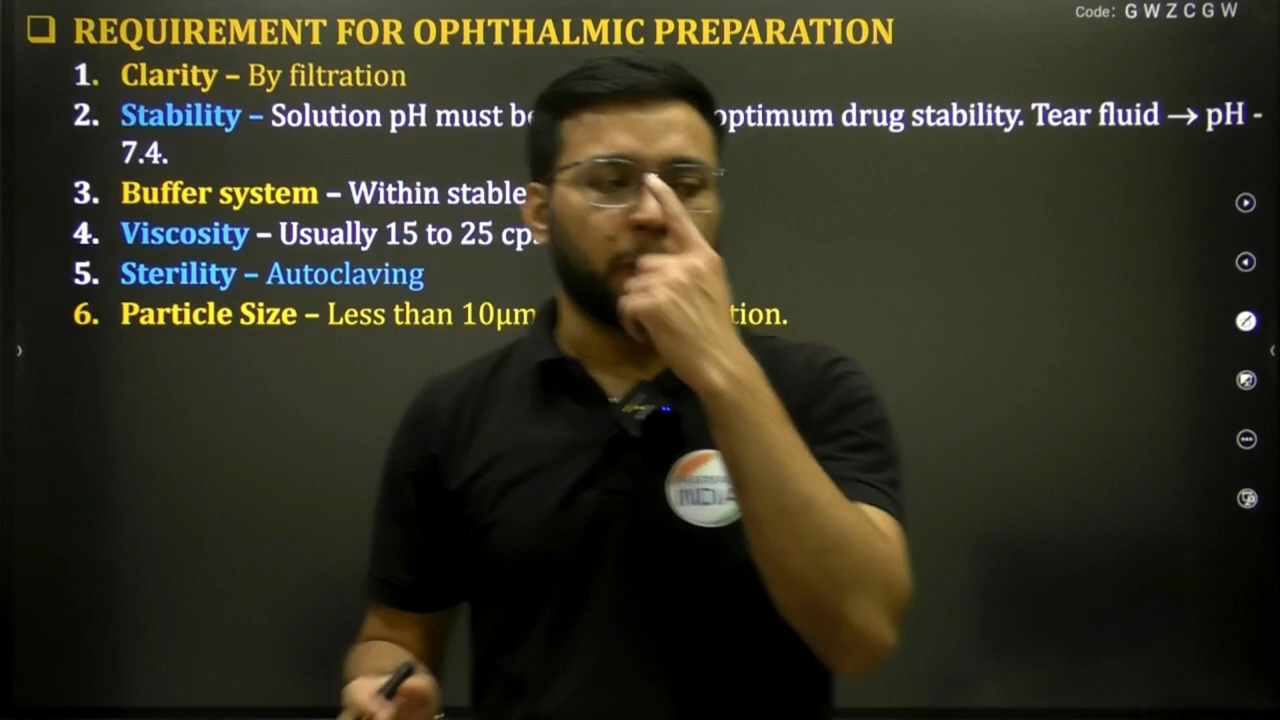 Code: G W Z C G W
❑ REQUIREMENT FOR OPHTHALMIC PREPARATION
1. Clarity – By filtration
2. Stability – Solution pH must be optimum drug stability. Tear fluid → pH -
7.4.
3. Buffer system – Within stable
4. Viscosity – Usually 15 to 25 cp.
5. Sterility – Autoclaving
6. Particle Size – Less than 10μm
INDIA